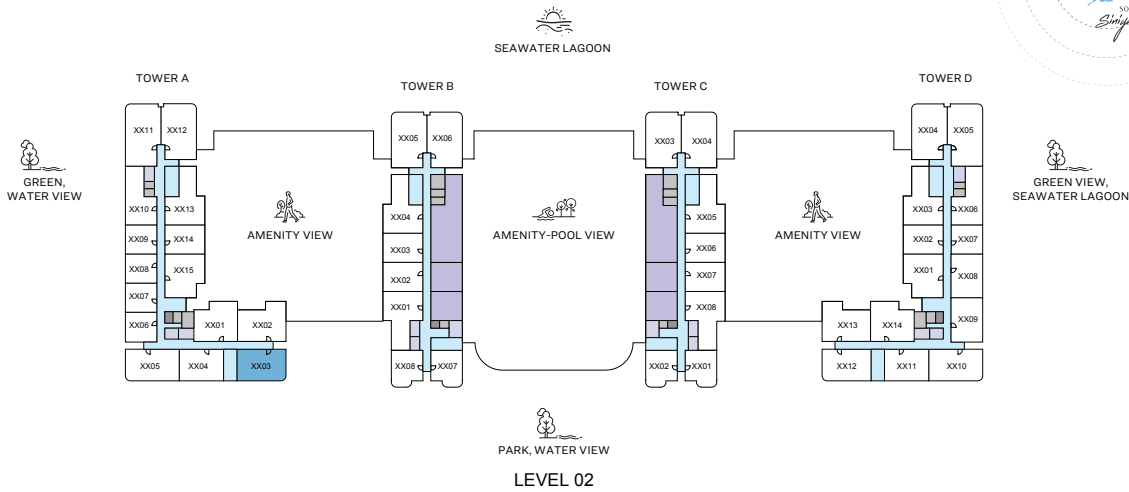 SO
SEAWATER LAGOON
TOWER A
TOWER B
TOWER C
TOWER D
XX11 XX12
XX05 XX06
XX03 XX04
XX04 XX05
GREEN,
WATER VIEW
GREEN VIEW,
SEAWATER LAGOON
XX10 XX13
XX04
XX05
XX03 XX06
AMENITY VIEW
AMENITY-POOL VIEW
AMENITY VIEW
XX09 XX14
XX03
XX06
XX02 XX07
XX08 XX15
XX02
XX07
XX01 XX08
XX07
XX01
XX08
XX06 XX01 XX02
XX13 XX14 XX09
XX05 XX04 XX03
XX08 XX07
XX02 XX01
XX12 XX11 XX10
PARK, WATER VIEW
LEVEL 02